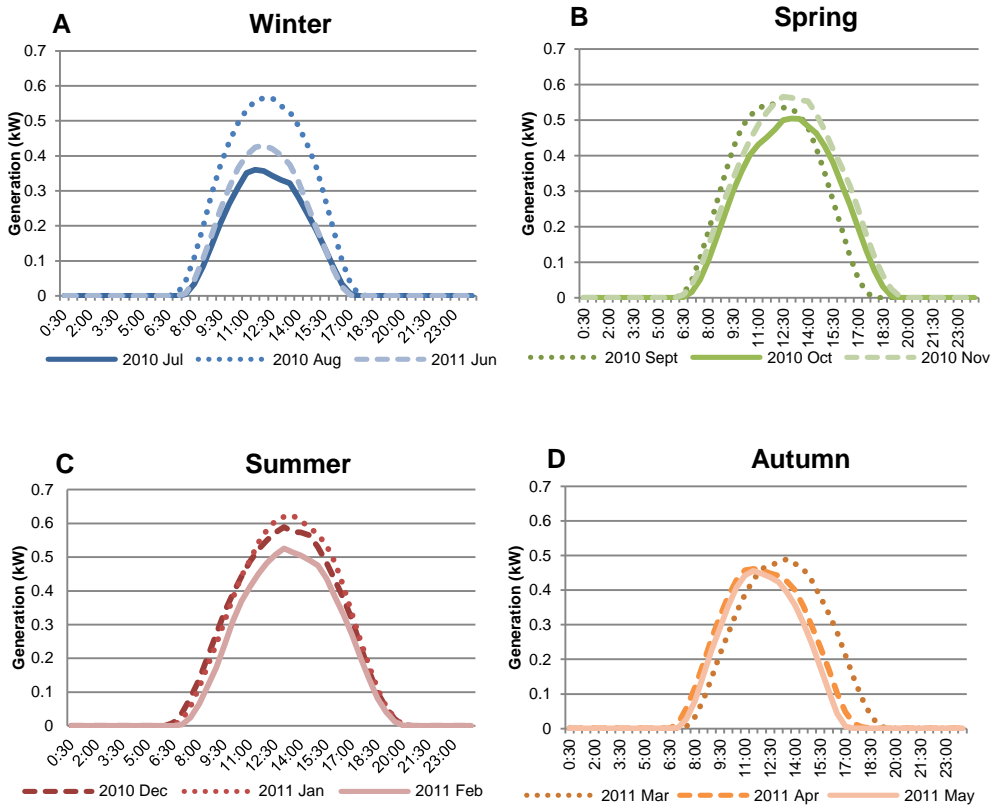 A
Winter
Generation (kW)
0.7
0.6
0.5
0.4
0.3
0.2
0.1
0
0:30 2:00 3:30 5:00 6:30 8:00 9:30 11:00 12:30 14:00 15:30 17:00 18:30 20:00 21:30 23:00
2010 Jul 2010 Aug 2011 Jun
B
Spring
Generation (kW)
0.7
0.6
0.5
0.4
0.3
0.2
0.1
0
0:30 2:00 3:30 5:00 6:30 8:00 9:30 11:00 12:30 14:00 15:30 17:00 18:30 20:00 21:30 23:00
2010 Sept 2010 Oct 2010 Nov
C
Summer
Generation (kW)
0.7
0.6
0.5
0.4
0.3
0.2
0.1
0
0:30 2:00 3:30 5:00 6:30 8:00 9:30 11:00 12:30 14:00 15:30 17:00 18:30 20:00 21:30 23:00
2010 Dec 2011 Jan 2011 Feb
D
Autumn
Generation (kW)
0.7
0.6
0.5
0.4
0.3
0.2
0.1
0
0:30 2:00 3:30 5:00 6:30 8:00 9:30 11:00 12:30 14:00 15:30 17:00 18:30 20:00 21:30 23:00
2011 Mar 2011 Apr 2011 May